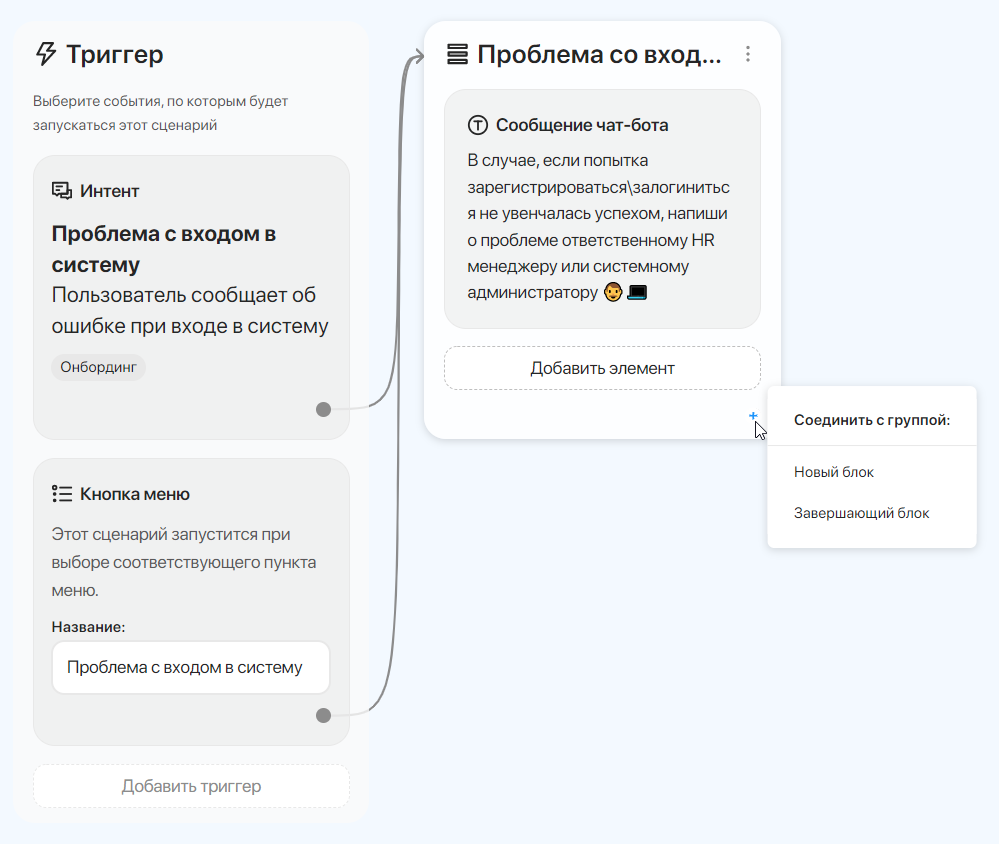 Триггер
Выберите события, по которым будет
запускаться этот сценарий
Интент
Проблема с входом в
систему
Пользователь сообщает об
ошибке при входе в систему
Онбординг
Кнопка меню
Этот сценарий запустится при
выборе соответствующего пункта
меню.
Название:
Проблема с входом в систему
Добавить триггер
Проблема со вход...
Сообщение чат-бота
В случае, если попытка
зарегистрироваться\залогинитьс
я не увенчалась успехом, напиши
о проблеме ответственному HR
менеджеру или системному
администратору 👨💻
Добавить элемент
Соединить с группой:
Новый блок
Завершающий блок